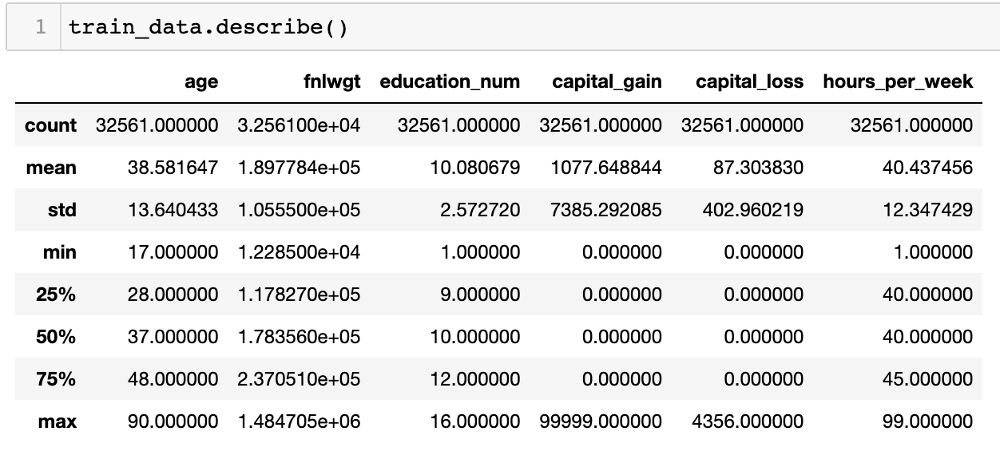 1 train_data.describe()
age fnlwgt education_num capital_gain capital_loss hours_per_week
count 32561.000000 3.256100e+04 32561.000000 32561.000000 32561.000000 32561.000000
mean 38.581647 1.897784e+05 10.080679 1077.648844 87.303830 40.437456
std 13.640433 1.055500e+05 2.572720 7385.292085 402.960219 12.347429
min 17.000000 1.228500e+04 1.000000 0.000000 0.000000 1.000000
25% 28.000000 1.178270e+05 9.000000 0.000000 0.000000 40.000000
50% 37.000000 1.783560e+05 10.000000 0.000000 0.000000 40.000000
75% 48.000000 2.370510e+05 12.000000 0.000000 0.000000 45.000000
max 90.000000 1.484705e+06 16.000000 99999.000000 4356.000000 99.000000